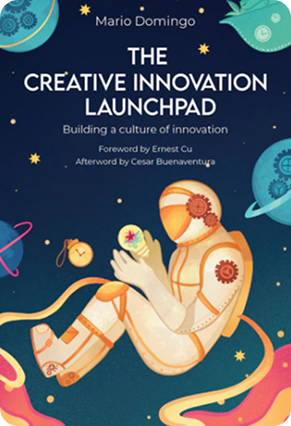 Mario Domingo
THE
CREATIVE INNOVATION
LAUNCHPAD
Building a culture of innovation
Foreword by Ernest Cu
Afterword by Cesar Buenaventura